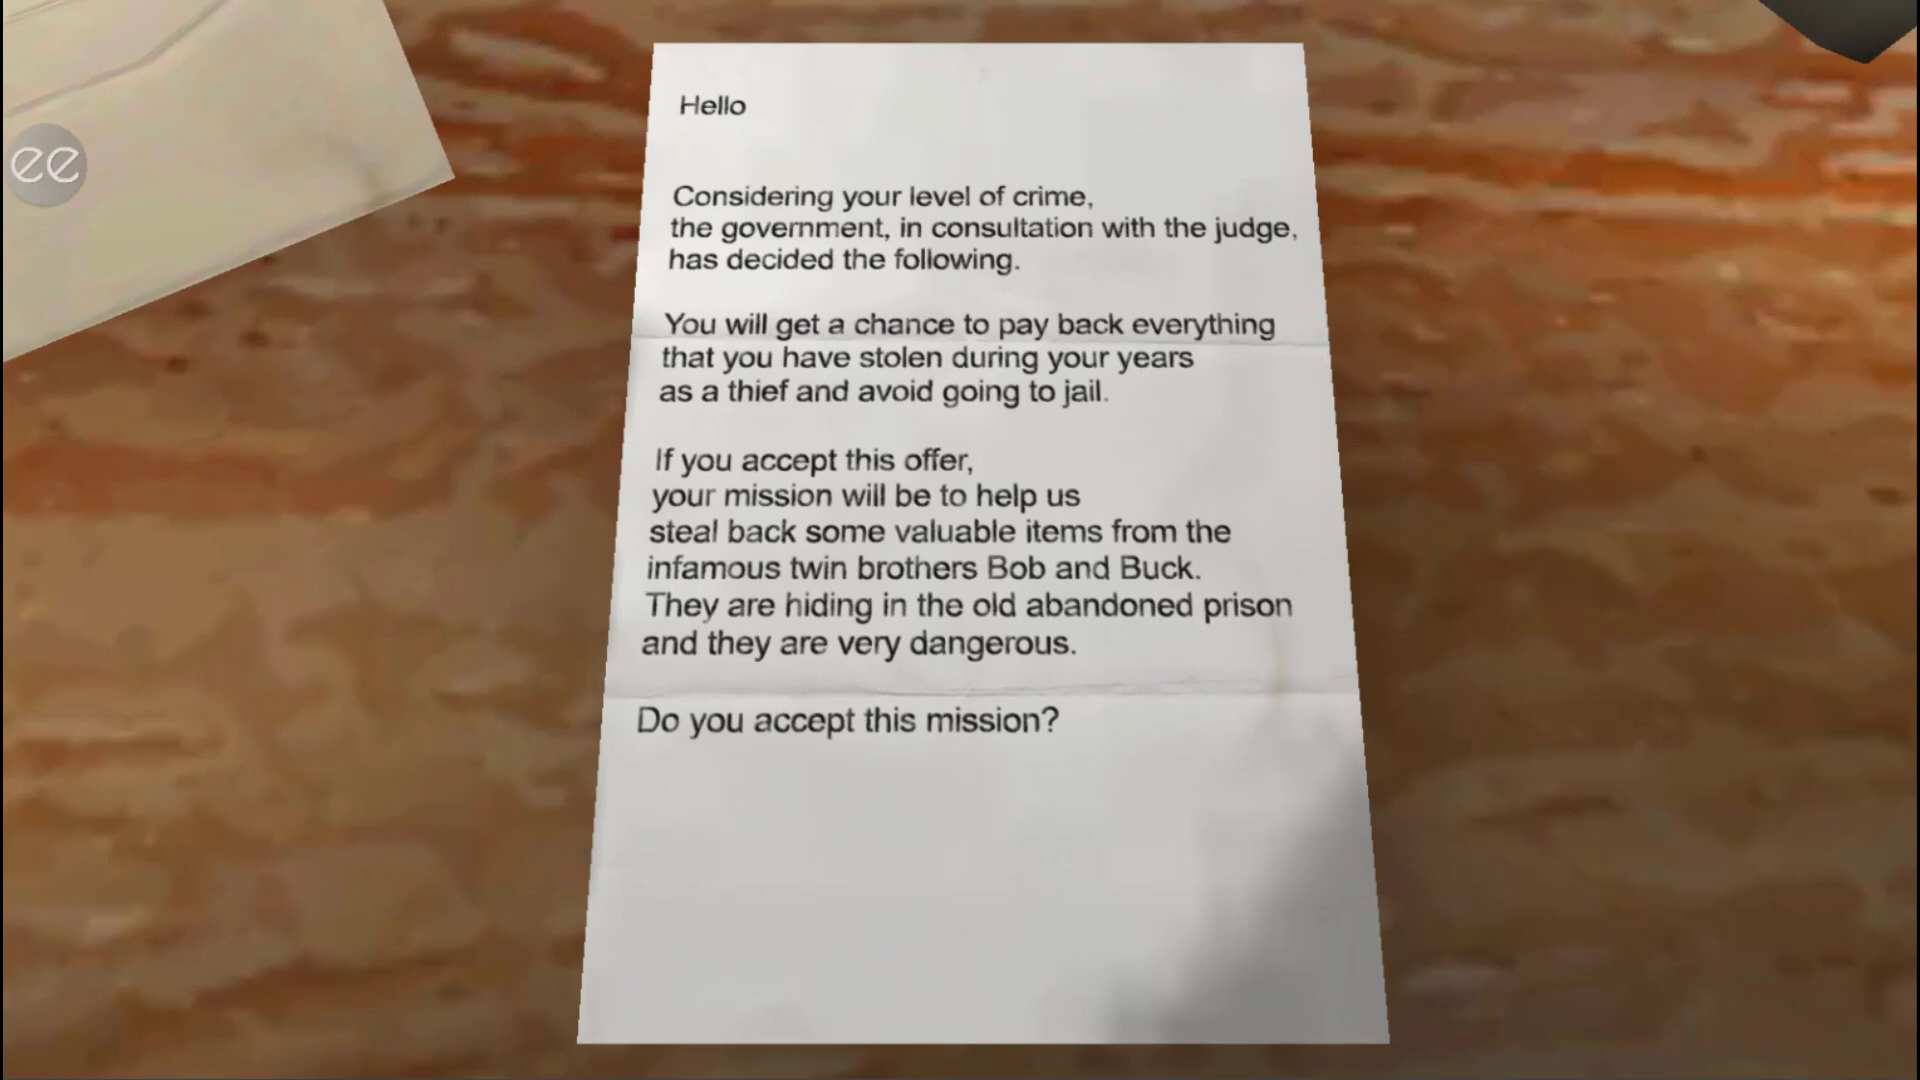 ee
Hello
Considering your level of crime,
the government, in consultation with the judge,
has decided the following.
You will get a chance to pay back everything
that you have stolen during your years
as a thief and avoid going to jail.
If you accept this offer,
your mission will be to help us
steal back some valuable items from the
infamous twin brothers Bob and Buck.
They are hiding in the old abandoned prison
and they are very dangerous.
Do you accept this mission?